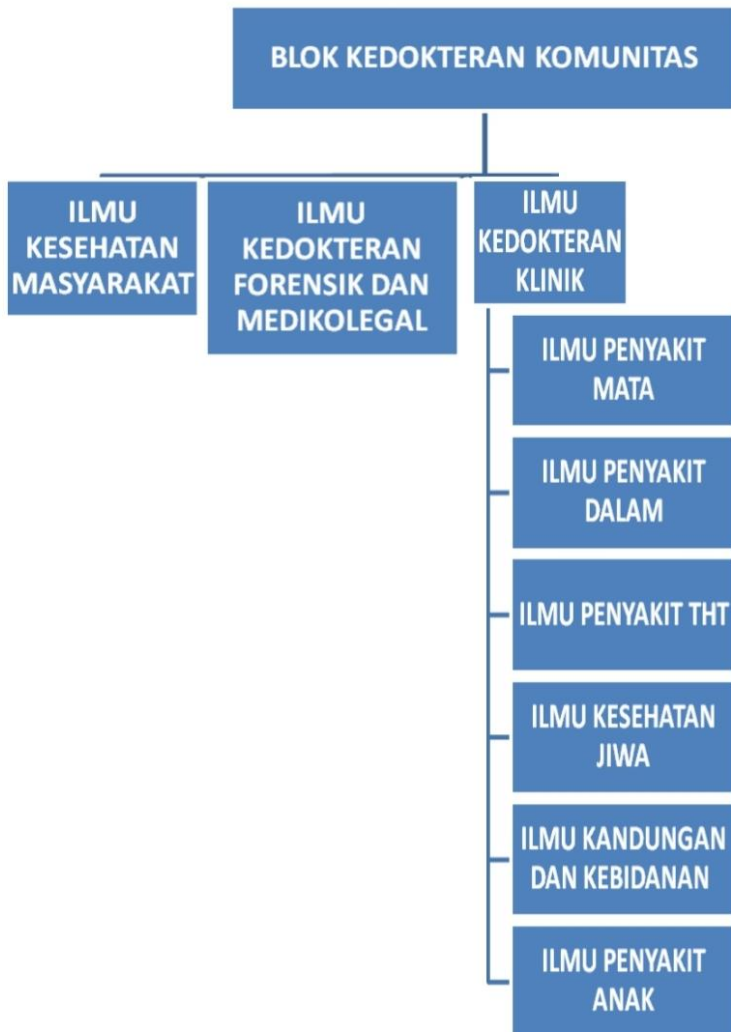 BLOK KEDOKTERAN KOMUNITAS
ILMU
KESEHATAN
MASYARAKAT
ILMU
KEDOKTERAN
FORENSIK DAN
MEDIKOLEGAL
ILMU
KEDOKTERAN
KLINIK
ILMU PENYAKIT
MATA
ILMU PENYAKIT
DALAM
ILMU PENYAKIT THT
ILMU KESEHATAN
JIWA
ILMU KANDUNGAN
DAN KEBIDANAN
ILMU PENYAKIT
ANAK